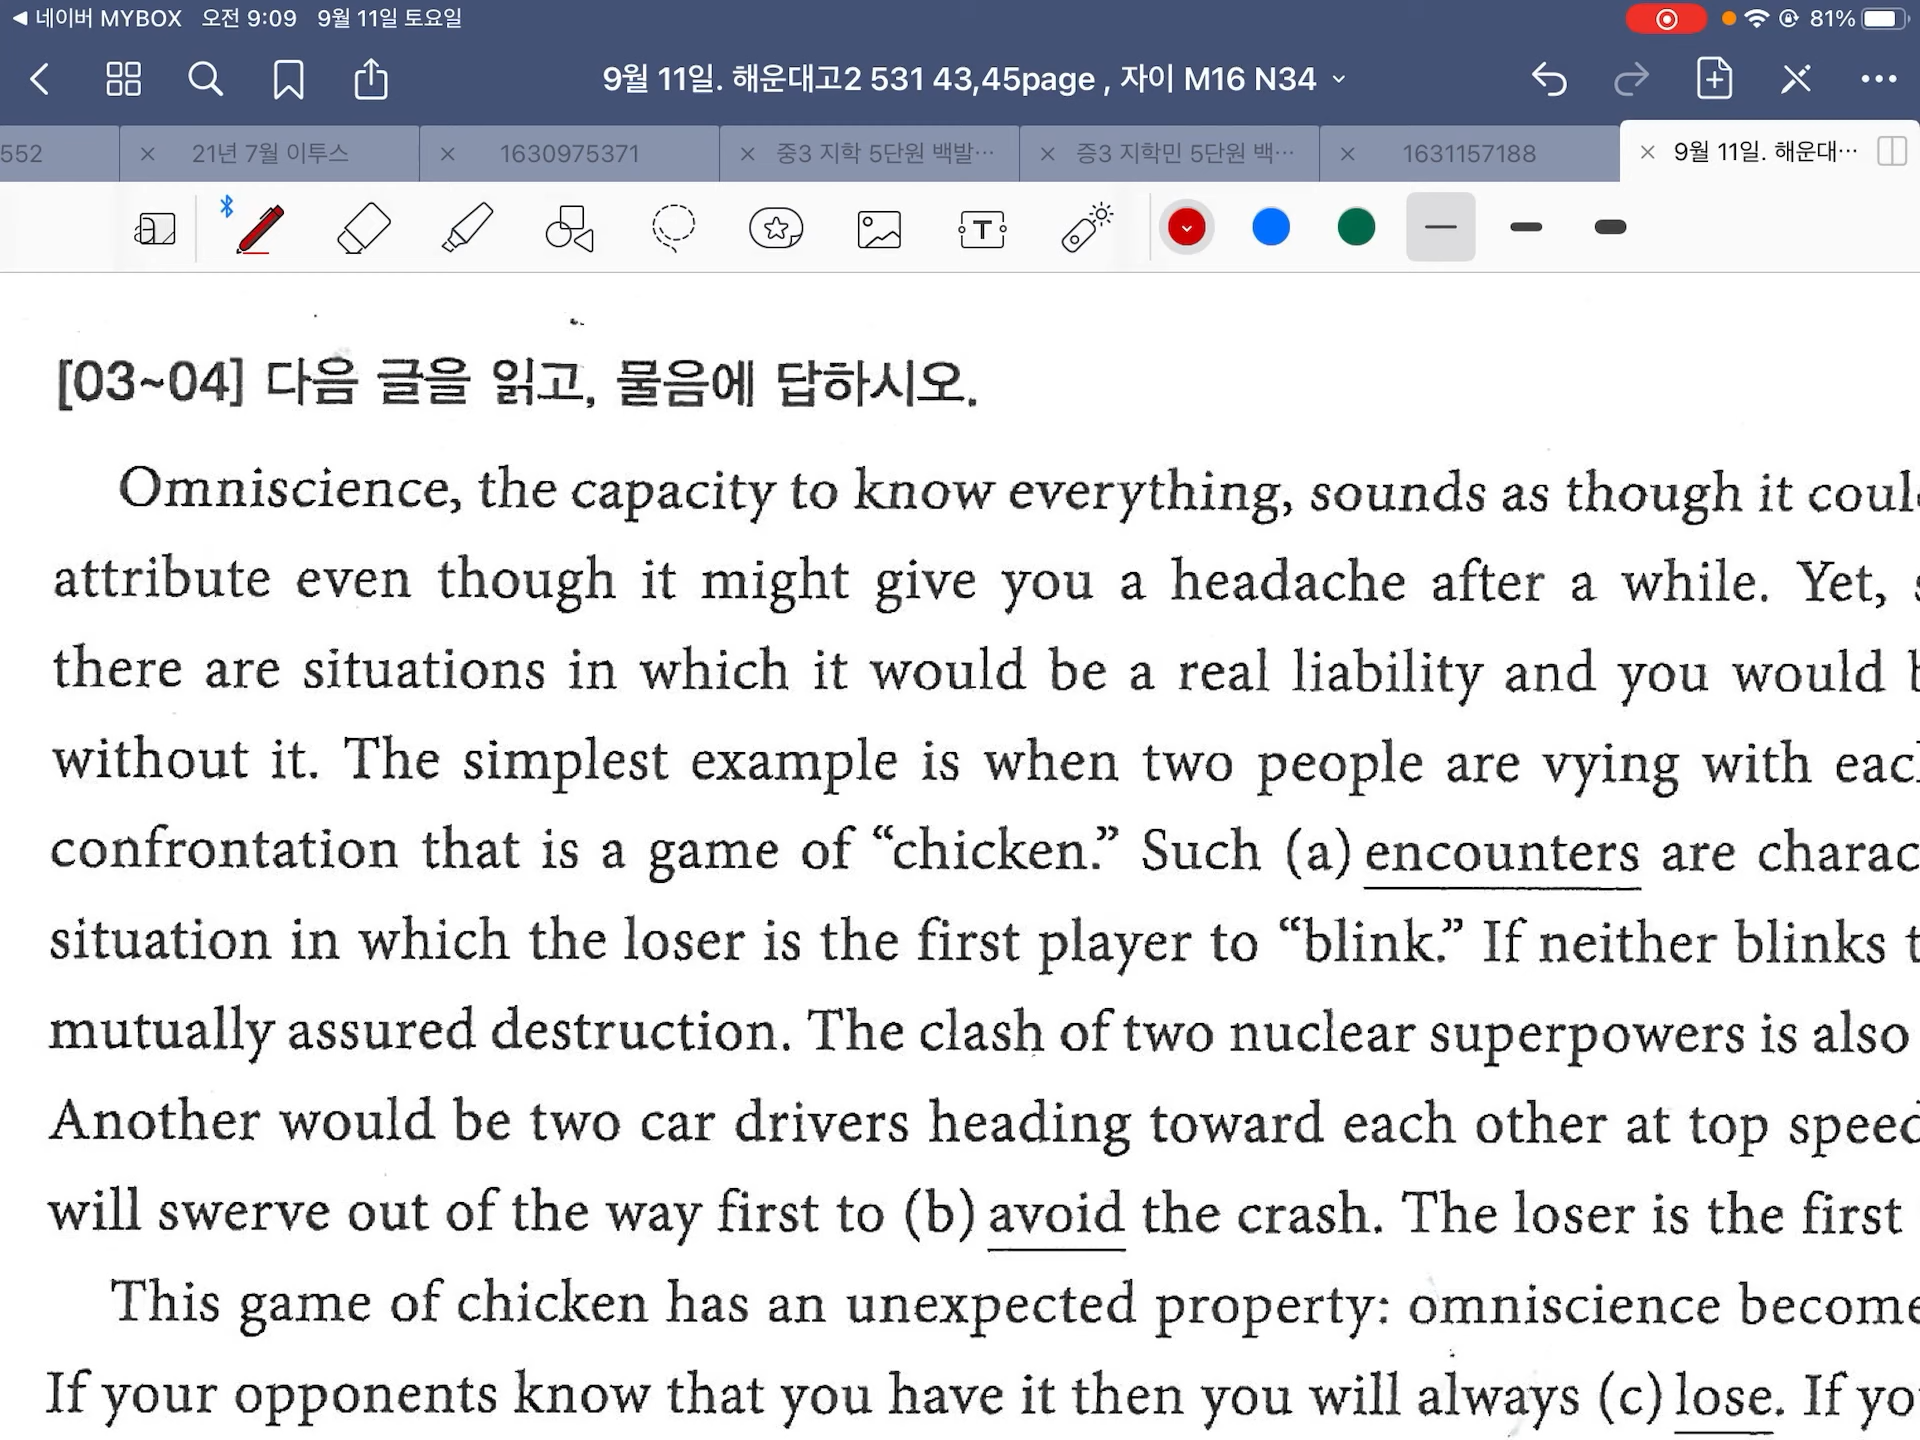 ◀ 네이버 MYBOX 오전 9:09 9월 11일 토요일 81%
9월 11일. 해운대고2 531 43,45page , 자이 M16 N34
552 21년 7월 이투스 1630975371 중3 지학 5단원 백발… 증3 지학민 5단원 백… 1631157188 9월 11일. 해운대…
[03~04] 다음 글을 읽고, 물음에 답하시오.
Omniscience, the capacity to know everything, sounds as though it
attribute even though it might give you a headache after a while. Yet,
there are situations in which it would be a real liability and you would
without it. The simplest example is when two people are vying with
confrontation that is a game of “chicken.” Such (a) encounters are
situation in which the loser is the first player to “blink.” If neither blinks
mutually assured destruction. The clash of two nuclear superpowers is also
Another would be two car drivers heading toward each other at top
will swerve out of the way first to (b) avoid the crash. The loser is the first
This game of chicken has an unexpected property: omniscience
If your opponents know that you have it then you will always (c) lose. If